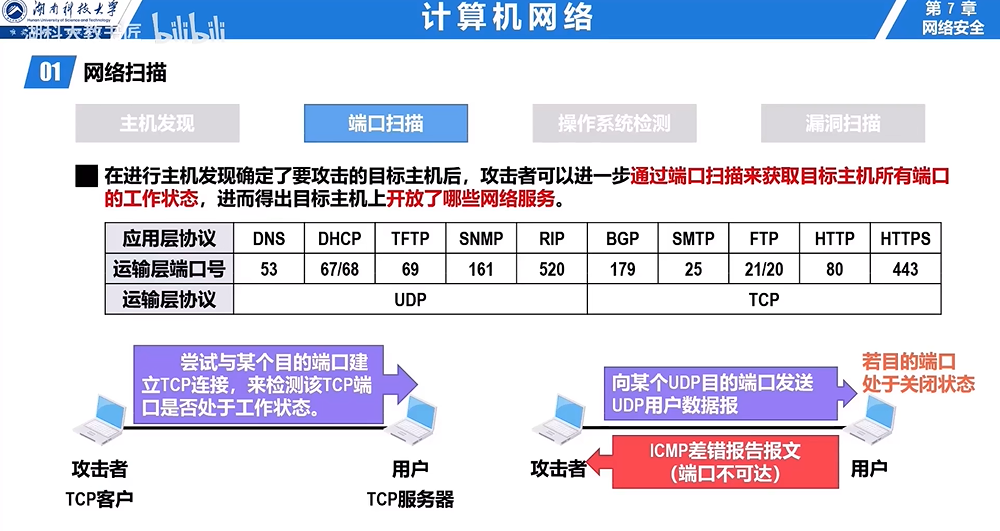 湖南科技大学
Hunan University of Science and Technology
湖科大教书匠 bilibili
计算机网络
第 7 章
网络安全
01 网络扫描
主机发现 端口扫描 操作系统检测 漏洞扫描
在进行主机发现确定了要攻击的目标主机后，攻击者可以进一步通过端口扫描来获取目标主机所有端口
的工作状态，进而得出目标主机上开放了哪些网络服务。
应用层协议 DNS DHCP TFTP SNMP RIP BGP SMTP FTP HTTP HTTPS
运输层端口号 53 67/68 69 161 520 179 25 21/20 80 443
运输层协议 UDP TCP
尝试与某个目的端口建
立TCP连接，来检测该TCP端
口是否处于工作状态。
攻击者
TCP客户
用户
TCP服务器
向某个UDP目的端口发送
UDP用户数据报
若目的端口
处于关闭状态
ICMP差错报告报文
（端口不可达）
攻击者
用户